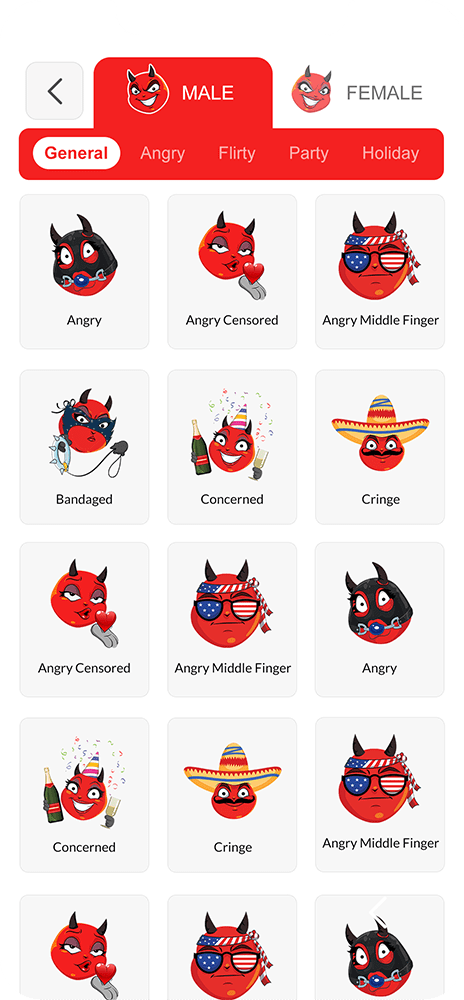 MALE
FEMALE
General
Angry
Flirty
Party
Holiday
Angry
Angry Censored
Angry Middle Finger
Bandaged
Concerned
Cringe
Angry Censored
Angry Middle Finger
Angry
Concerned
Cringe
Angry Middle Finger